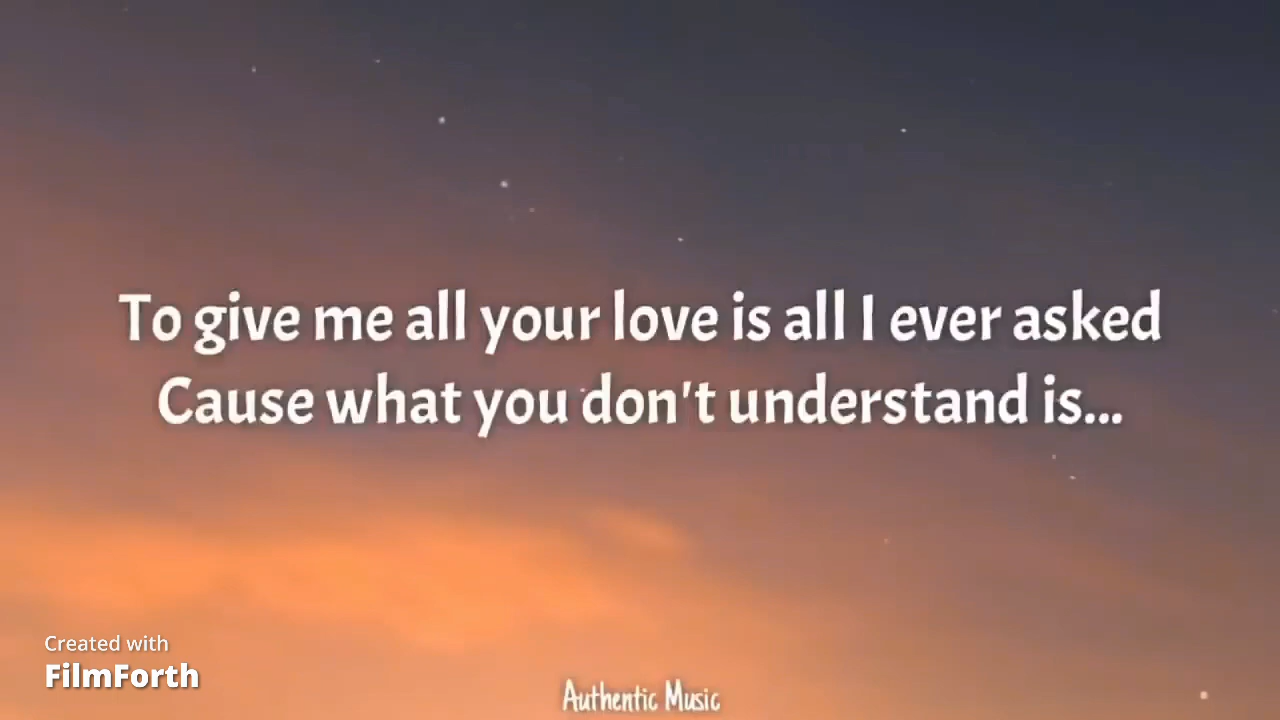 To give me all your love is all I ever asked
Cause what you don't understand is...
Created with
FilmForth
Authentic Music